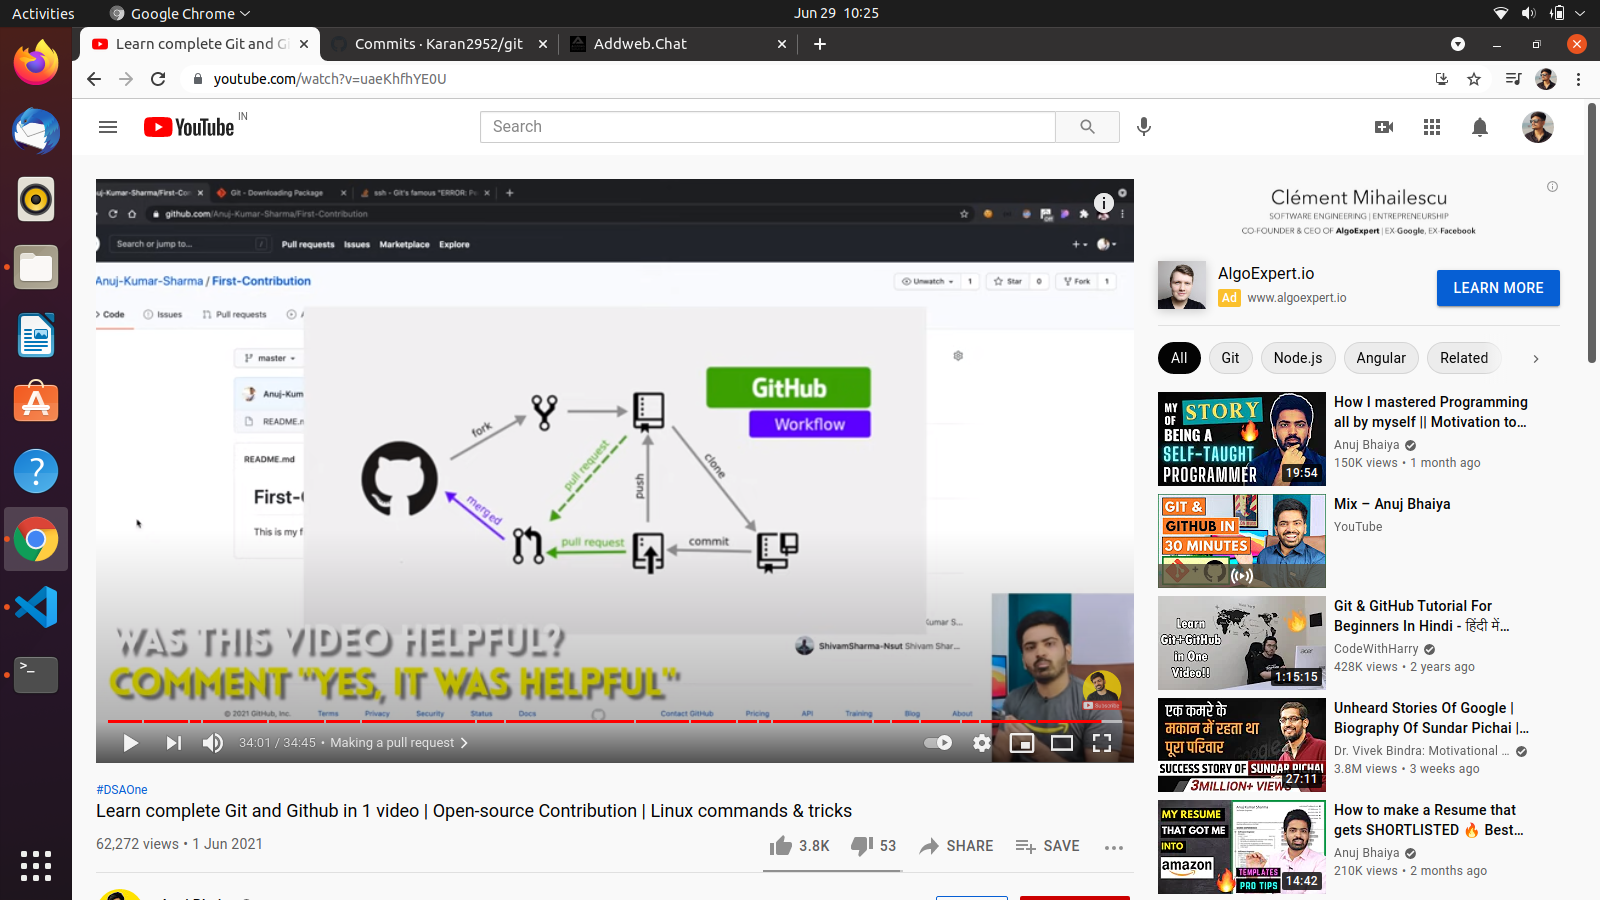 Activities
Google Chrome
Jun 29 10:25
Learn complete Git and Gi
Commits · Karan2952/git
Addweb.Chat
youtube.com/watch?v=uaeKhfhYE0U
YouTube IN
Search
Anuj-Kumar-Sharma/First-Co
Git - Downloading Package
ssh - Git's famous "ERROR: Pe
github.com/Anuj-Kumar-Sharma/First-Contribution
Search or jump to...
Pull requests Issues Marketplace Explore
Anuj-Kumar-Sharma / First-Contribution
Unwatch 1 Star 0 Fork 1
Code Issues Pull requests
master
Anuj-Kum
README.m
README.md
First-C
This is my f
GitHub
Workflow
fork
pull request
push
clone
merged
pull request
commit
WAS THIS VIDEO HELPFUL?
COMMENT "YES, IT WAS HELPFUL"
Kumar S...
ShivamSharma-Nsut Shivam Shar...
Subscribe
© 2021 GitHub, Inc. Terms Privacy Security Status Docs Contact GitHub Pricing API Training Blog About
34:01 / 34:45 • Making a pull request
#DSAOne
Learn complete Git and Github in 1 video | Open-source Contribution | Linux commands & tricks
62,272 views • 1 Jun 2021
3.8K 53 SHARE SAVE
Clément Mihailescu
SOFTWARE ENGINEERING | ENTREPRENEURSHIP
CO-FOUNDER & CEO OF AlgoExpert | EX-Google, EX-Facebook
AlgoExpert.io
Ad www.algoexpert.io
LEARN MORE
All Git Node.js Angular Related
MY STORY
OF
BEING A
SELF-TAUGHT
PROGRAMMER
19:54
How I mastered Programming
all by myself || Motivation to...
Anuj Bhaiya
150K views • 1 month ago
GIT &
GITHUB IN
30 MINUTES
Mix – Anuj Bhaiya
YouTube
Learn
Git+GitHub
in One
Video!!
1:15:15
Git & GitHub Tutorial For
Beginners In Hindi - हिंदी में...
CodeWithHarry
428K views • 2 years ago
एक कमरे के
मकान में रहता था
पूरा परिवार
SUCCESS STORY OF SUNDAR PICHAI
3MILLION+ VIEWS
27:11
Unheard Stories Of Google |
Biography Of Sundar Pichai |...
Dr. Vivek Bindra: Motivational ...
3.8M views • 3 weeks ago
MY RESUME
THAT GOT ME
INTO
amazon
TEMPLATES
PRO TIPS
14:42
How to make a Resume that
gets SHORTLISTED 🔥 Best...
Anuj Bhaiya
210K views • 2 months ago